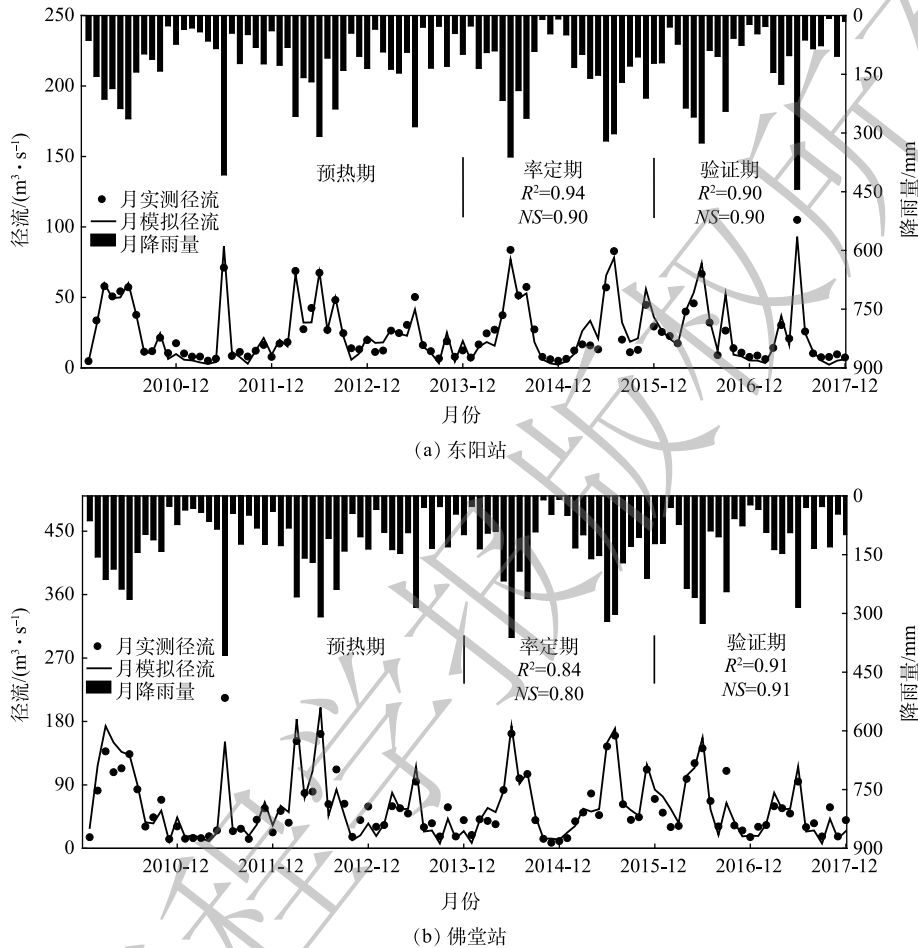 250
200
150
100
50
0
径流/(m³·s⁻¹)
0
150
300
450
600
750
900
降雨量/mm
预热期
率定期
R²=0.94
NS=0.90
验证期
R²=0.90
NS=0.90
月实测径流
月模拟径流
月降雨量
2010-12
2011-12
2012-12
2013-12
2014-12
2015-12
2016-12
2017-12
月份
(a) 东阳站
450
360
270
180
90
0
径流/(m³·s⁻¹)
0
150
300
450
600
750
900
降雨量/mm
预热期
率定期
R²=0.84
NS=0.80
验证期
R²=0.91
NS=0.91
月实测径流
月模拟径流
月降雨量
2010-12
2011-12
2012-12
2013-12
2014-12
2015-12
2016-12
2017-12
月份
(b) 佛堂站
程学报版权所